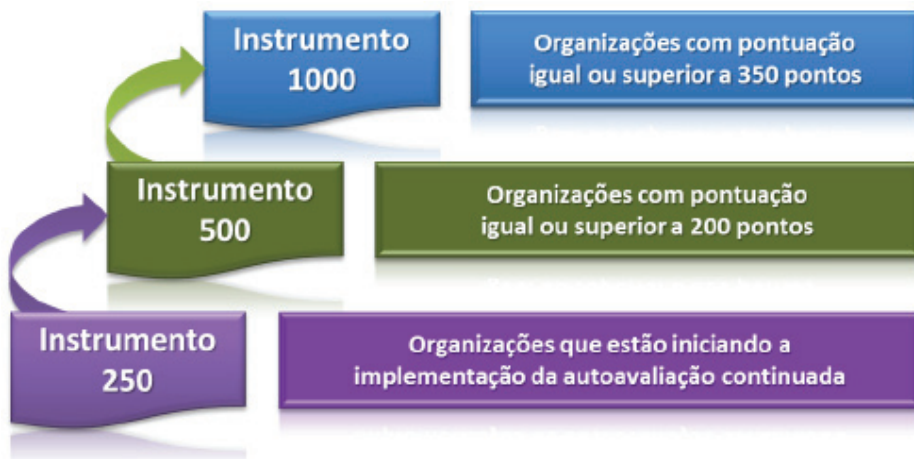 Instrumento
1000
Organizações com pontuação
igual ou superior a 350 pontos
Instrumento
500
Organizações com pontuação
igual ou superior a 200 pontos
Instrumento
250
Organizações que estão iniciando a
implementação da autoavaliação continuada